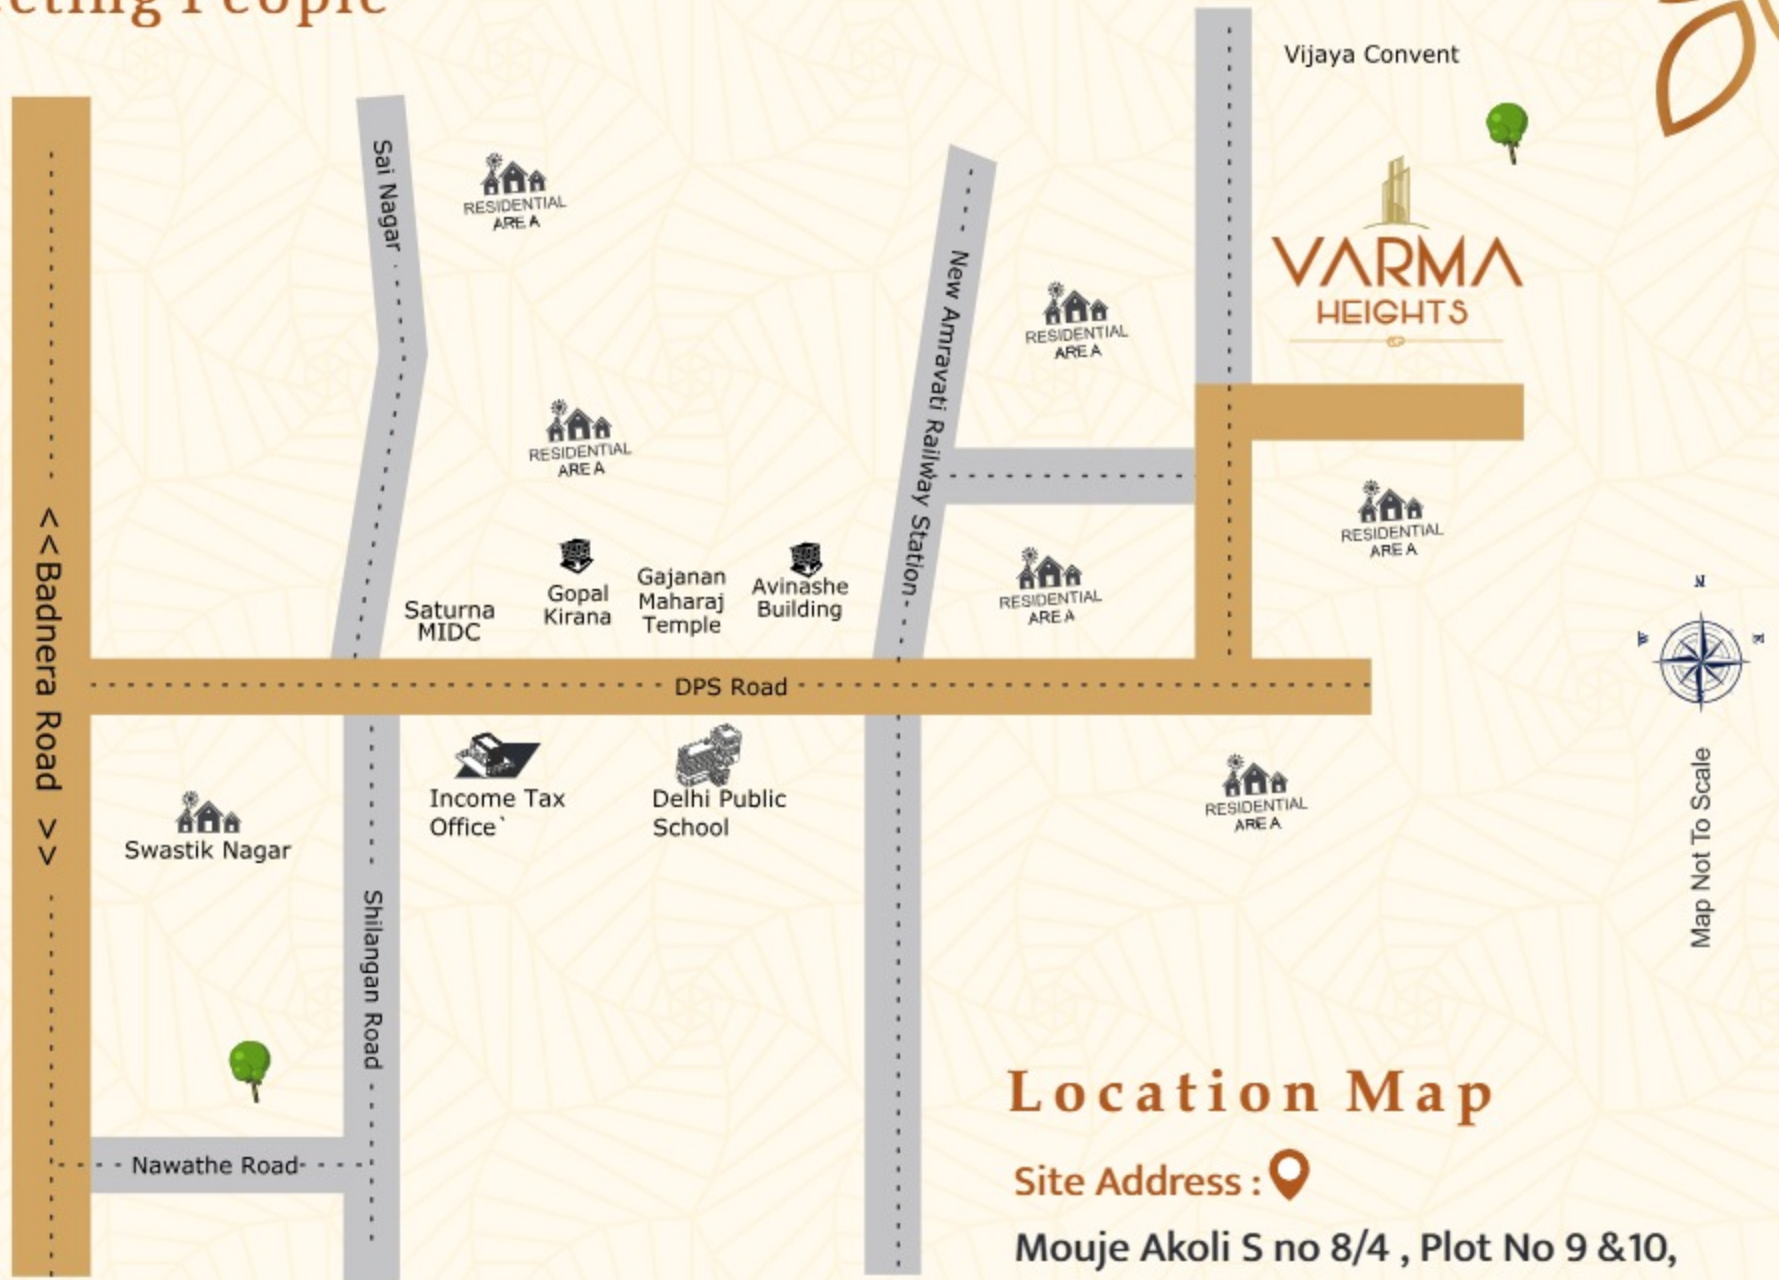 eting People
Vijaya Convent
Sai Nagar
RESIDENTIAL
AREA
VARMA
HEIGHTS
New Amravati Railway Station
RESIDENTIAL
AREA
RESIDENTIAL
AREA
RESIDENTIAL
AREA
<<Badnera Road >>
Saturna
MIDC
Gopal
Kirana
Gajanan
Maharaj
Temple
Avinashe
Building
RESIDENTIAL
AREA
N
W
E
DPS Road
Income Tax
Office`
Delhi Public
School
RESIDENTIAL
AREA
Swastik Nagar
Map Not To Scale
Shilangan Road
Nawathe Road
Location Map
Site Address :
Mouje Akoli S no 8/4 , Plot No 9 &10,